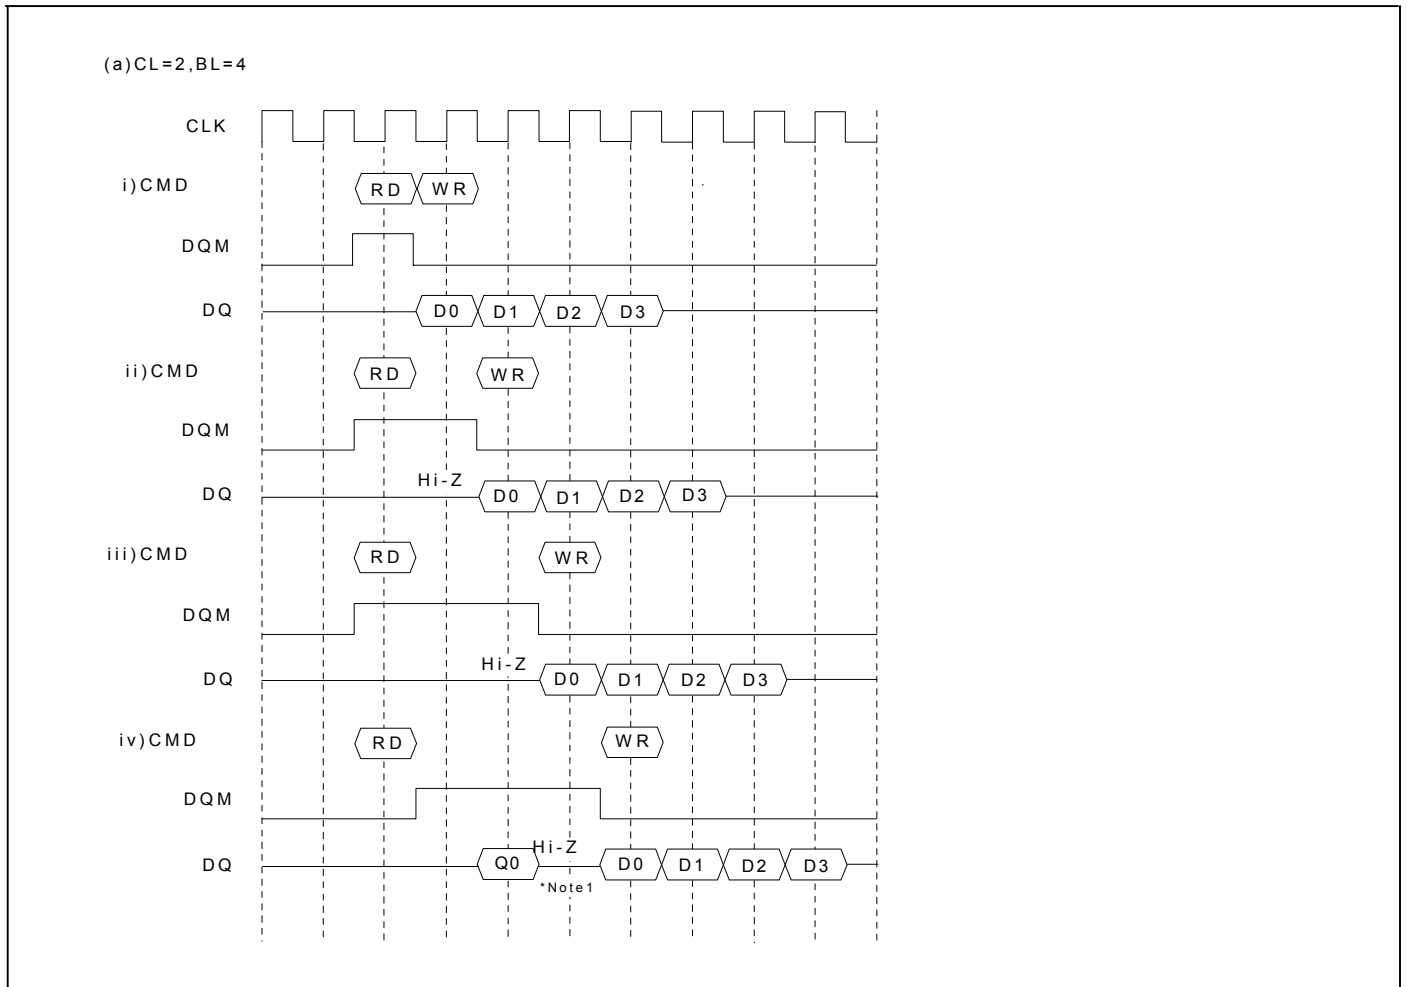 (a)CL=2,BL=4
CLK
i)CMD RD WR
DQM
DQ D0 D1 D2 D3
ii)CMD RD WR
DQM
Hi-Z
DQ D0 D1 D2 D3
iii)CMD RD WR
DQM
Hi-Z
DQ D0 D1 D2 D3
iv)CMD RD WR
DQM
Hi-Z
DQ Q0 D0 D1 D2 D3
*Note1